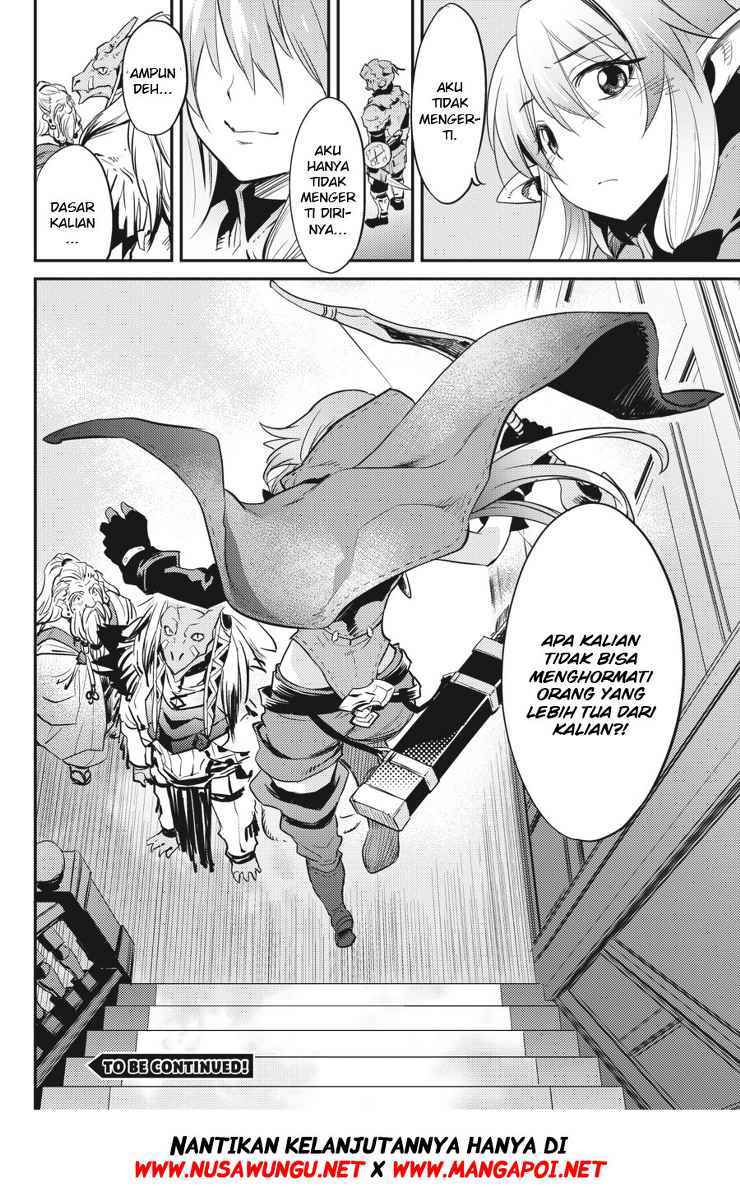 AKU
TIDAK
MENGER-
TI.
AKU
HANYA
TIDAK
MENGER
TI DIRI-
NYA...
AMPUN
DEH...
DASAR
KALIAN
...
APA KALIAN
TIDAK BISA
MENGHORMATI
ORANG YANG
LEBIH TUA DARI
KALIAN?!
TO BE CONTINUED!
NANTIKAN KELANJUTANNYA HANYA DI
WWW.NUSAWUNGU.NET X WWW.MANGAPOI.NET